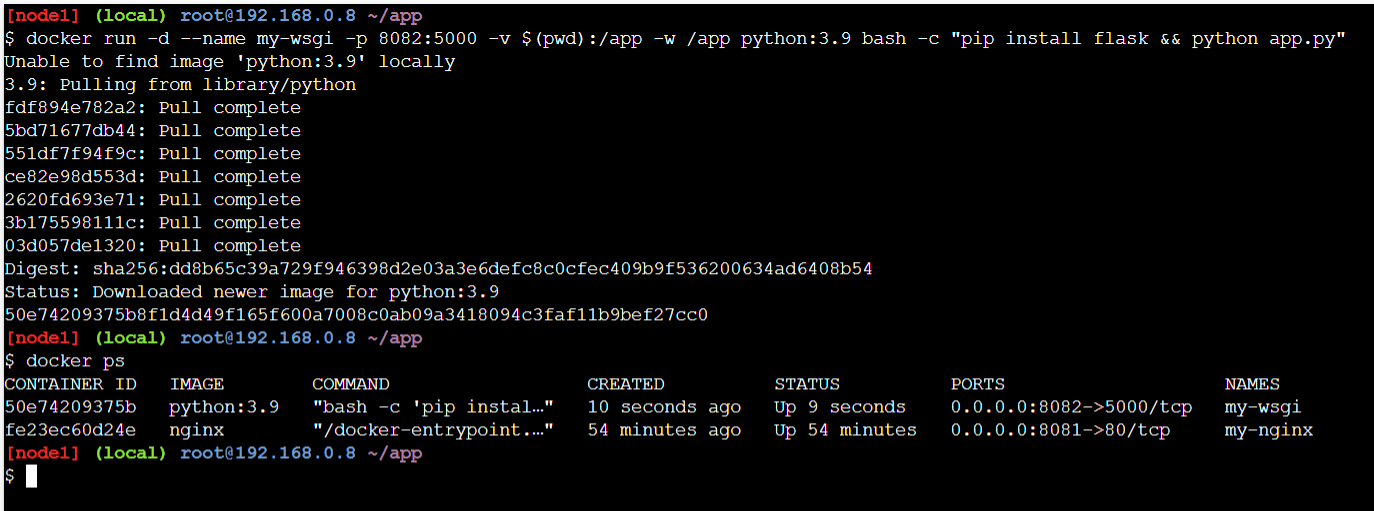 [node1] (local) root@192.168.0.8 ~/app
$ docker run -d --name my-wsgi -p 8082:5000 -v $(pwd):/app -w /app python:3.9 bash -c "pip install flask && python app.py"
Unable to find image 'python:3.9' locally
3.9: Pulling from library/python
fdf894e782a2: Pull complete
5bd71677db44: Pull complete
551df7f94f9c: Pull complete
ce82e98d553d: Pull complete
2620fd693e71: Pull complete
3b175598111c: Pull complete
03d057de1320: Pull complete
Digest: sha256:dd8b65c39a729f946398d2e03a3e6defc8c0cfec409b9f536200634ad6408b54
Status: Downloaded newer image for python:3.9
50e74209375b8f1d4d49f165f600a7008c0ab09a3418094c3faf11b9bef27cc0
[node1] (local) root@192.168.0.8 ~/app
$ docker ps
CONTAINER ID   IMAGE        COMMAND                  CREATED          STATUS          PORTS                    NAMES
50e74209375b   python:3.9   "bash -c 'pip instal…"   10 seconds ago   Up 9 seconds    0.0.0.0:8082->5000/tcp   my-wsgi
fe23ec60d24e   nginx        "/docker-entrypoint.…"   54 minutes ago   Up 54 minutes   0.0.0.0:8081->80/tcp     my-nginx
[node1] (local) root@192.168.0.8 ~/app
$